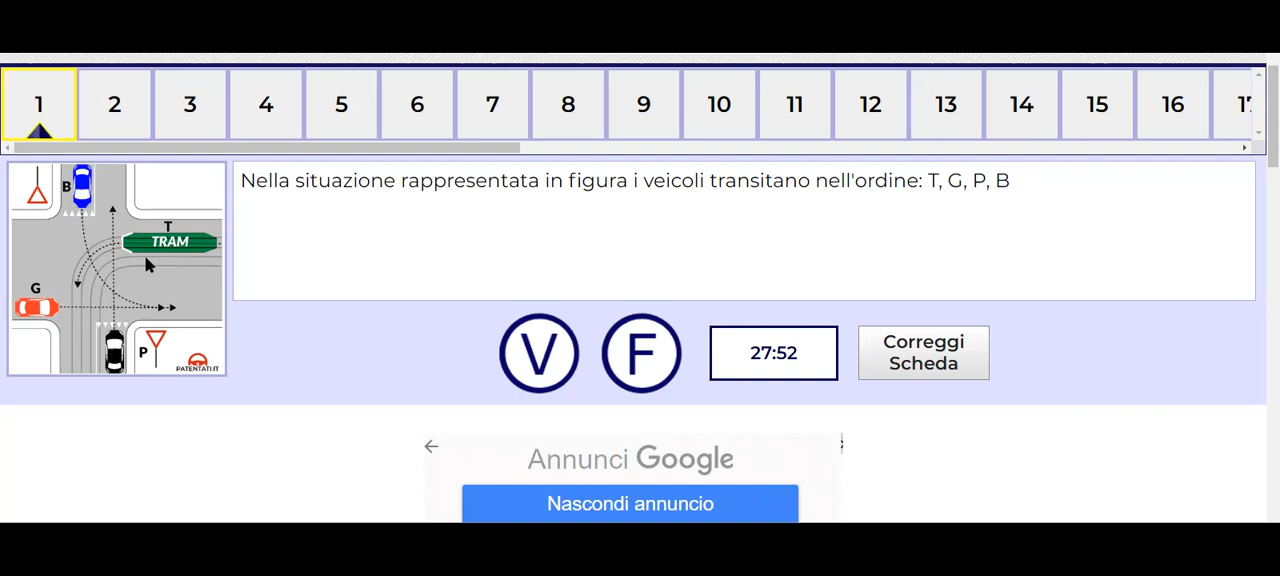 1 2 3 4 5 6 7 8 9 10 11 12 13 14 15 16
B
T
TRAM
G
P
PATENTATI.IT
Nella situazione rappresentata in figura i veicoli transitano nell'ordine: T, G, P, B
V F 27:52 Correggi
Scheda
Annunci Google
Nascondi annuncio